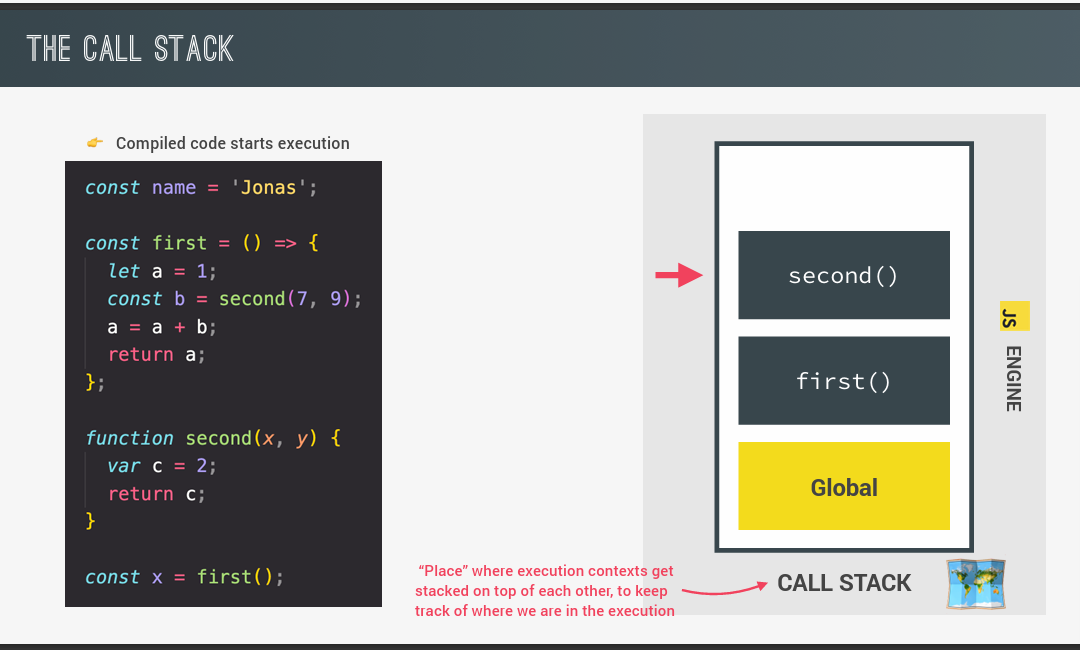 THE CALL STACK
👉 Compiled code starts execution
const name = 'Jonas';
const first = () => {
let a = 1;
const b = second(7, 9);
a = a + b;
return a;
};
function second(x, y) {
var c = 2;
return c;
}
const x = first();
second()
first()
Global
JS
ENGINE
“Place” where execution contexts get
stacked on top of each other, to keep
track of where we are in the execution
CALL STACK